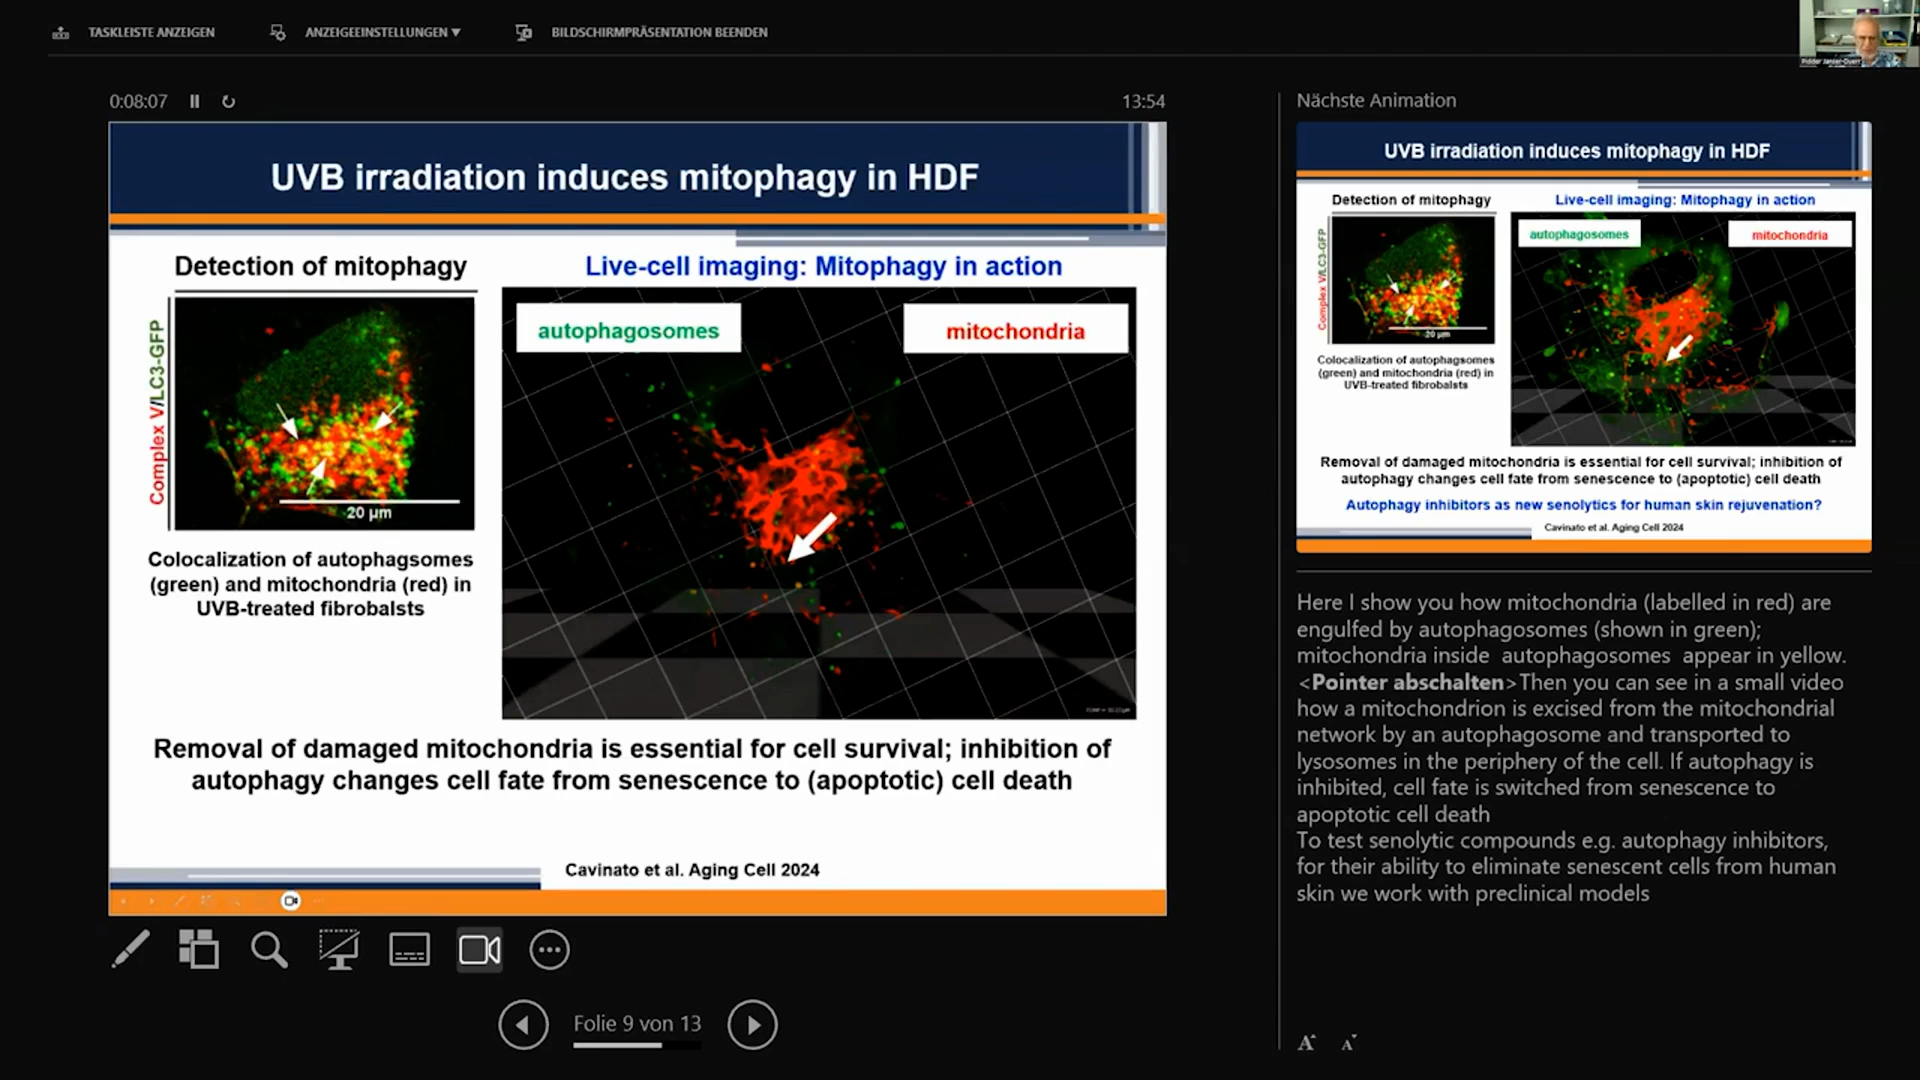 TASKLEISTE ANZEIGEN
ANZEIGEEINSTELLUNGEN ▼
BILDSCHIRMPRÄSENTATION BEENDEN
0:08:07
13:54
UVB irradiation induces mitophagy in HDF
Detection of mitophagy
Complex V/LC3-GFP
20 µm
Colocalization of autophagsomes
(green) and mitochondria (red) in
UVB-treated fibrobalsts
Live-cell imaging: Mitophagy in action
autophagosomes
mitochondria
Removal of damaged mitochondria is essential for cell survival; inhibition of
autophagy changes cell fate from senescence to (apoptotic) cell death
Cavinato et al. Aging Cell 2024
Folie 9 von 13
Nächste Animation
UVB irradiation induces mitophagy in HDF
Detection of mitophagy
Complex V/LC3-GFP
20 µm
Colocalization of autophagsomes
(green) and mitochondria (red) in
UVB-treated fibrobalsts
Live-cell imaging: Mitophagy in action
autophagosomes
mitochondria
Removal of damaged mitochondria is essential for cell survival; inhibition of
autophagy changes cell fate from senescence to (apoptotic) cell death
Autophagy inhibitors as new senolytics for human skin rejuvenation?
Cavinato et al. Aging Cell 2024
Here I show you how mitochondria (labelled in red) are
engulfed by autophagosomes (shown in green);
mitochondria inside autophagosomes appear in yellow.
<Pointer abschalten>Then you can see in a small video
how a mitochondrion is excised from the mitochondrial
network by an autophagosome and transported to
lysosomes in the periphery of the cell. If autophagy is
inhibited, cell fate is switched from senescence to
apoptotic cell death
To test senolytic compounds e.g. autophagy inhibitors,
for their ability to eliminate senescent cells from human
skin we work with preclinical models
A A